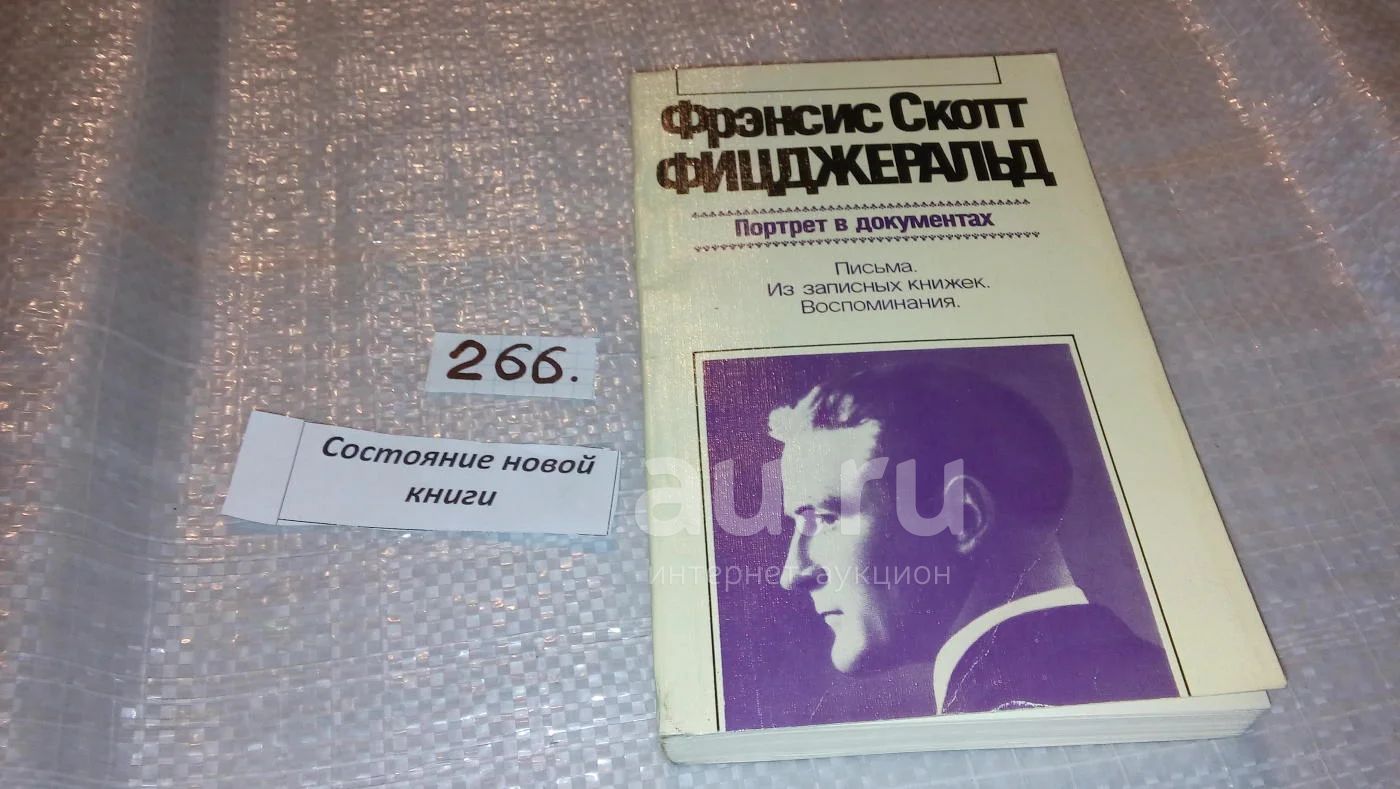 Фрэнсис Скотт
ФИЦДЖЕРАЛЬД
Портрет в документах
Письма.
Из записных книжек.
Воспоминания.
266.
Состояние новой
книги
au.ru
интернет-аукцион